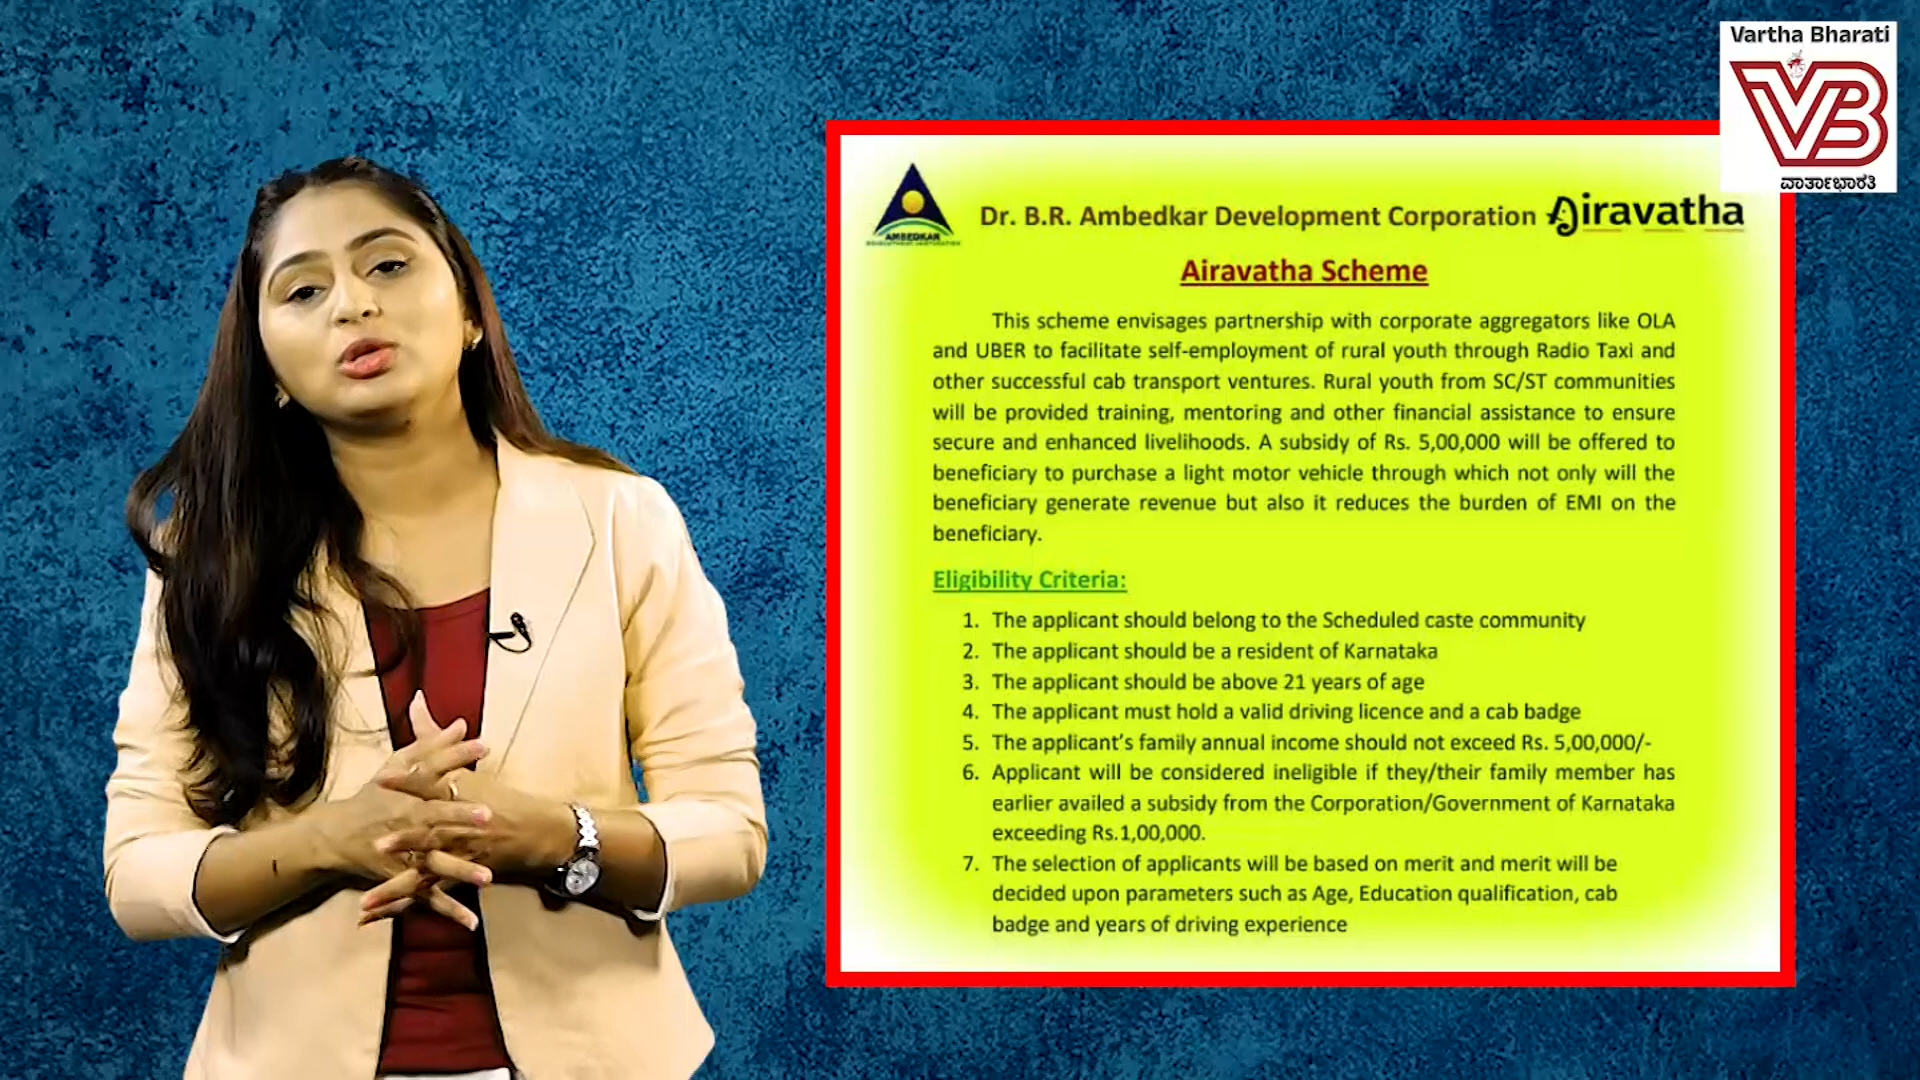 Vartha Bharati
VB
ವಾರ್ತಾಭಾರತಿ
AMBEDKAR
Dr. B.R. Ambedkar Development Corporation
Airavatha
Airavatha Scheme
This scheme envisages partnership with corporate aggregators like OLA
and UBER to facilitate self-employment of rural youth through Radio Taxi and
other successful cab transport ventures. Rural youth from SC/ST communities
will be provided training, mentoring and other financial assistance to ensure
secure and enhanced livelihoods. A subsidy of Rs. 5,00,000 will be offered to
beneficiary to purchase a light motor vehicle through which not only will the
beneficiary generate revenue but also it reduces the burden of EMI on the
beneficiary.
Eligibility Criteria:
1. The applicant should belong to the Scheduled caste community
2. The applicant should be a resident of Karnataka
3. The applicant should be above 21 years of age
4. The applicant must hold a valid driving licence and a cab badge
5. The applicant's family annual income should not exceed Rs. 5,00,000/-
6. Applicant will be considered ineligible if they/their family member has
earlier availed a subsidy from the Corporation/Government of Karnataka
exceeding Rs.1,00,000.
7. The selection of applicants will be based on merit and merit will be
decided upon parameters such as Age, Education qualification, cab
badge and years of driving experience